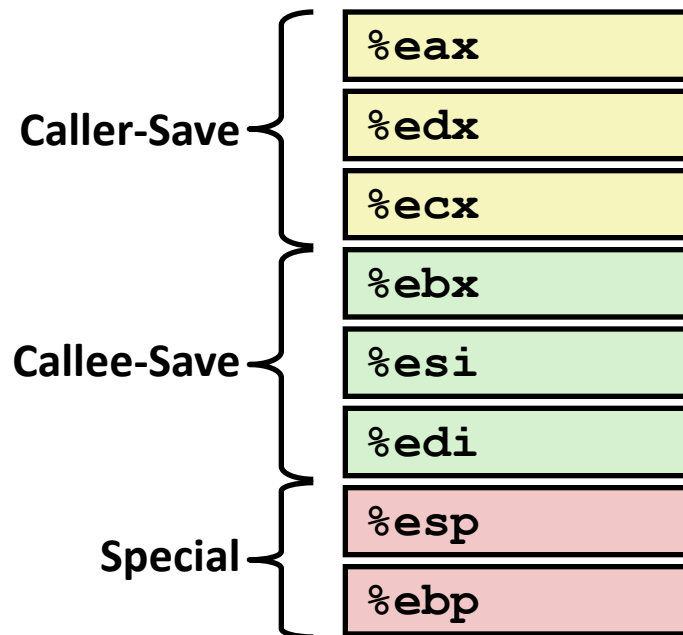 %eax
%edx
Caller-Save
%ecx
%ebx
%esi
Callee-Save
%edi
%esp
Special
%ebp